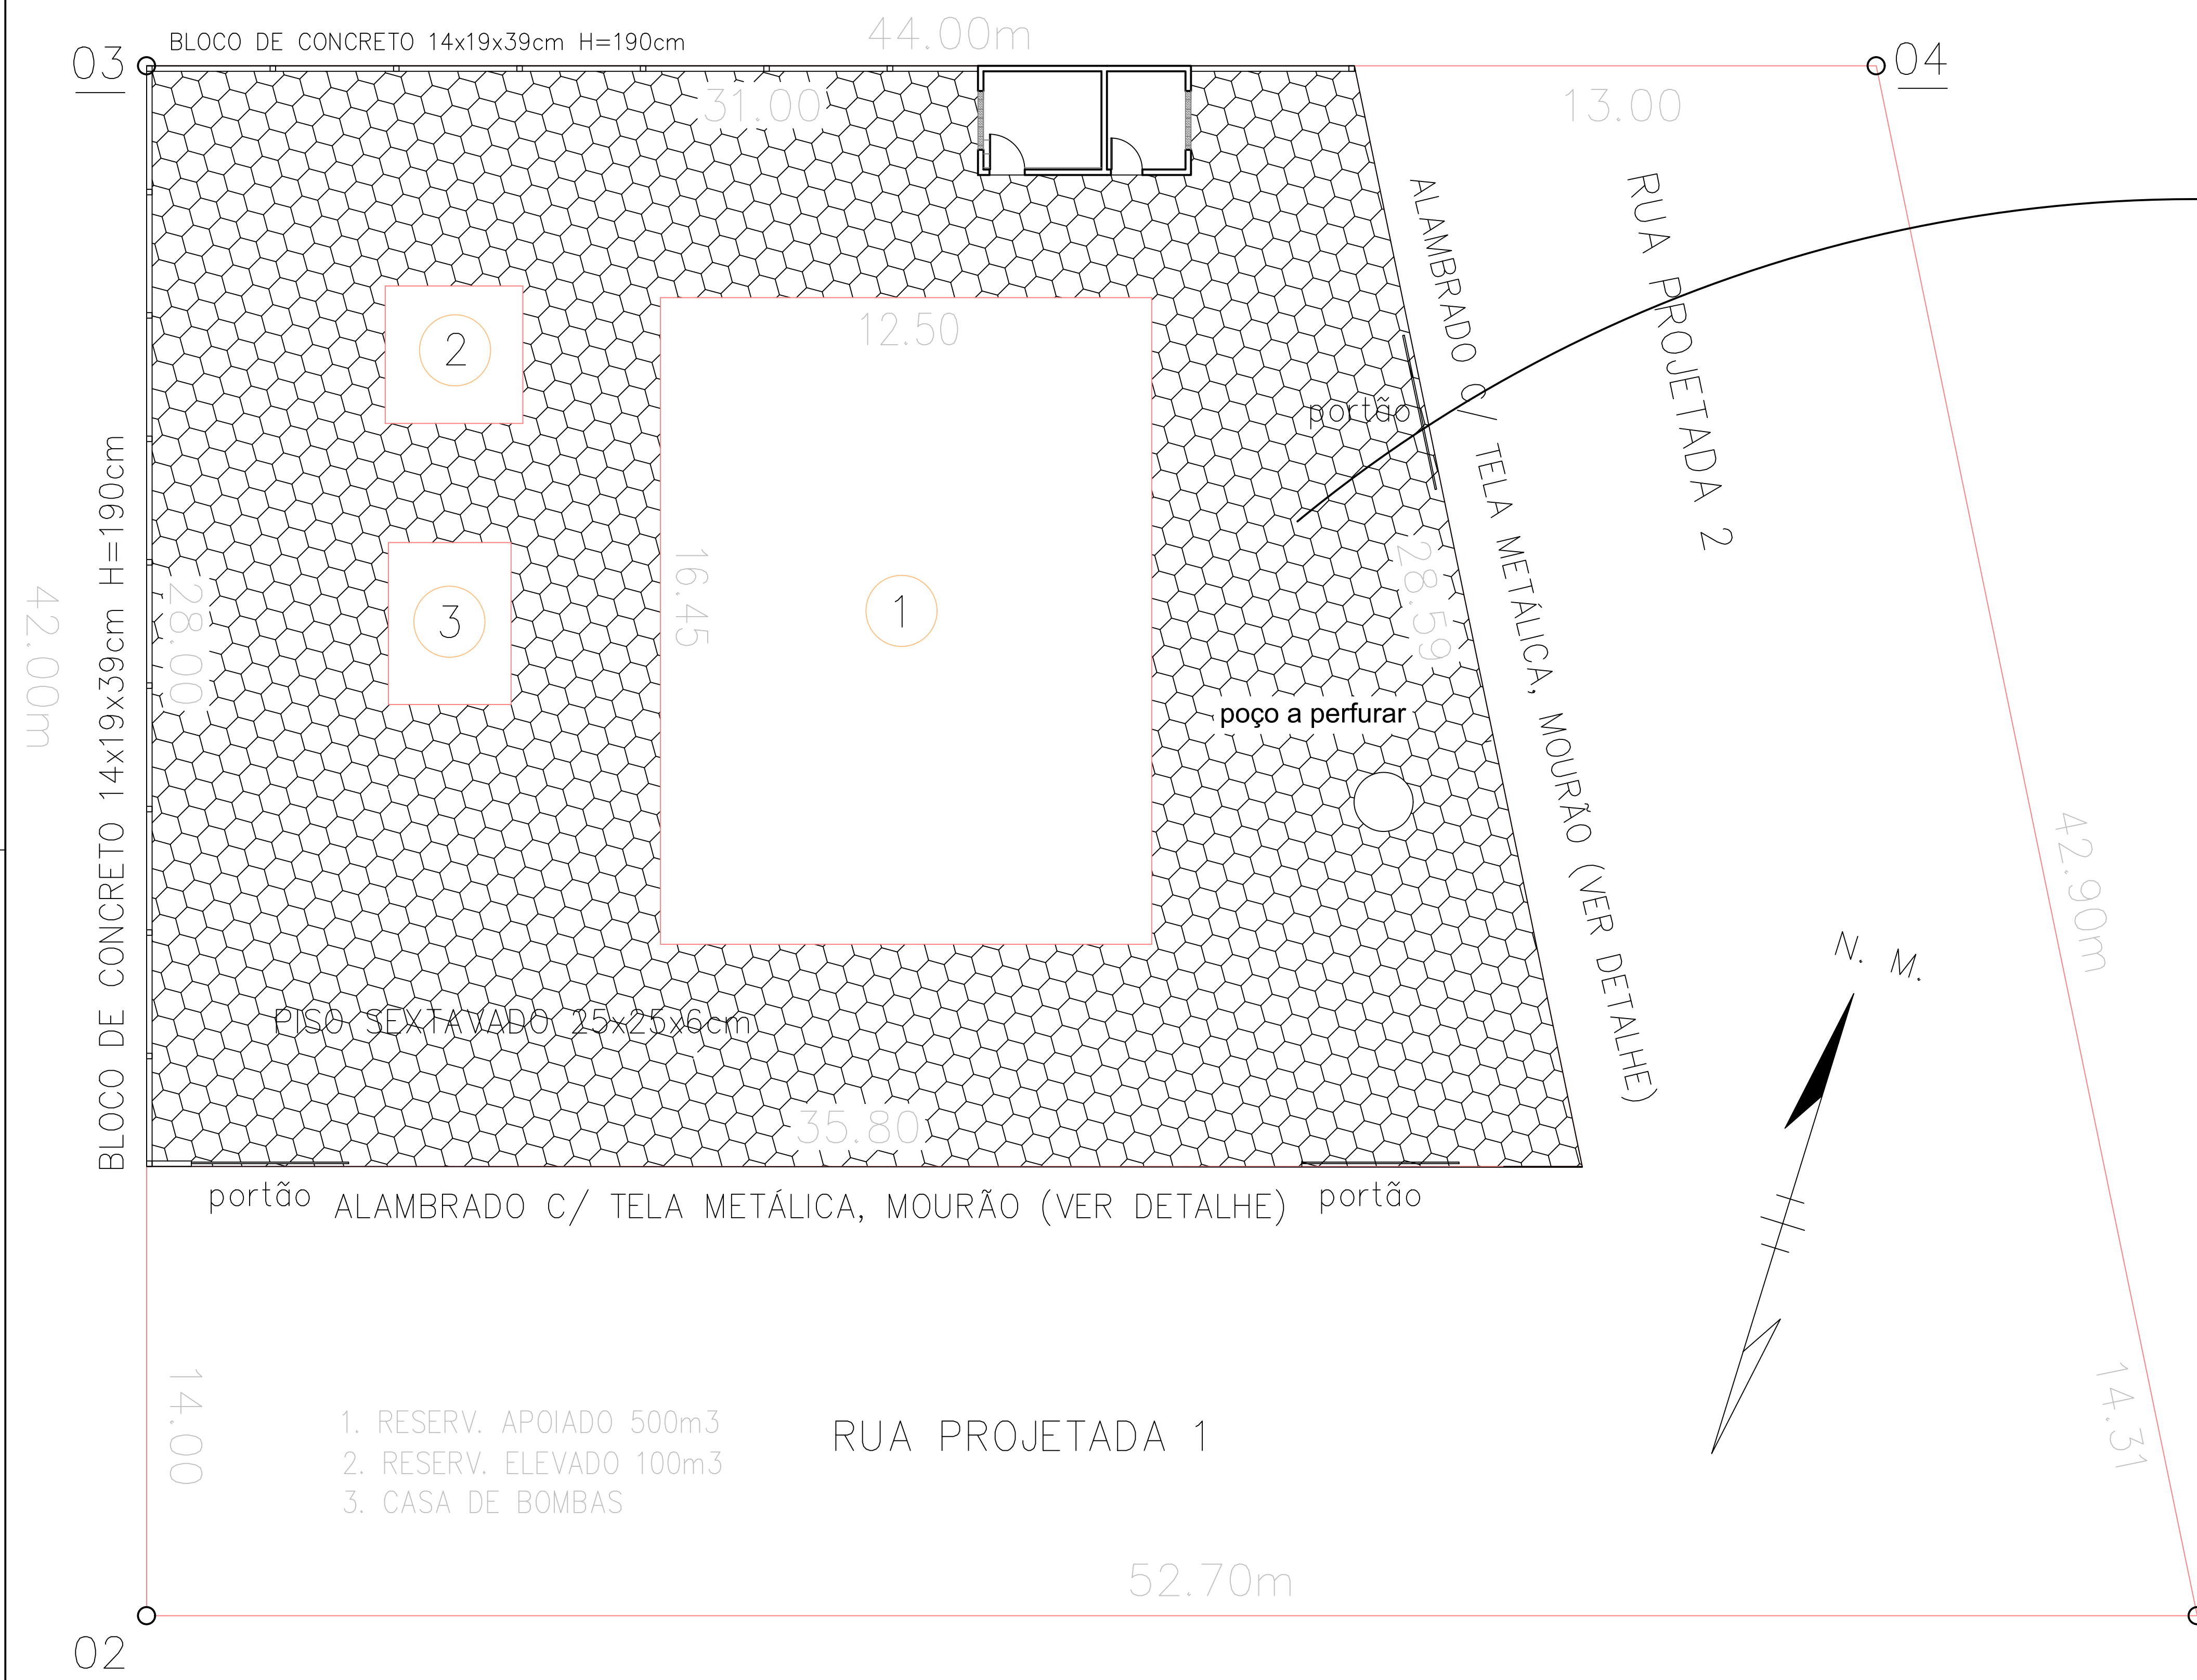 BLOCO DE CONCRETO 14x19x39cm H=190cm
44.00m
03
04
31.00
13.00
RUA PROJETADA 2
ALAMBRADO C/ TELA METÁLICA, MOURÃO (VER DETALHE)
12.50
2
portão
BLOCO DE CONCRETO 14x19x39cm H=190cm
42.00m
28.00
3
16.45
1
28.59
poço a perfurar
42.90m
N. M.
PISO SEXTAVADO 25x25x6cm
35.80
portão
ALAMBRADO C/ TELA METÁLICA, MOURÃO (VER DETALHE)
portão
14.00
14.31
1. RESERV. APOIADO 500m3
2. RESERV. ELEVADO 100m3
3. CASA DE BOMBAS
RUA PROJETADA 1
52.70m
02